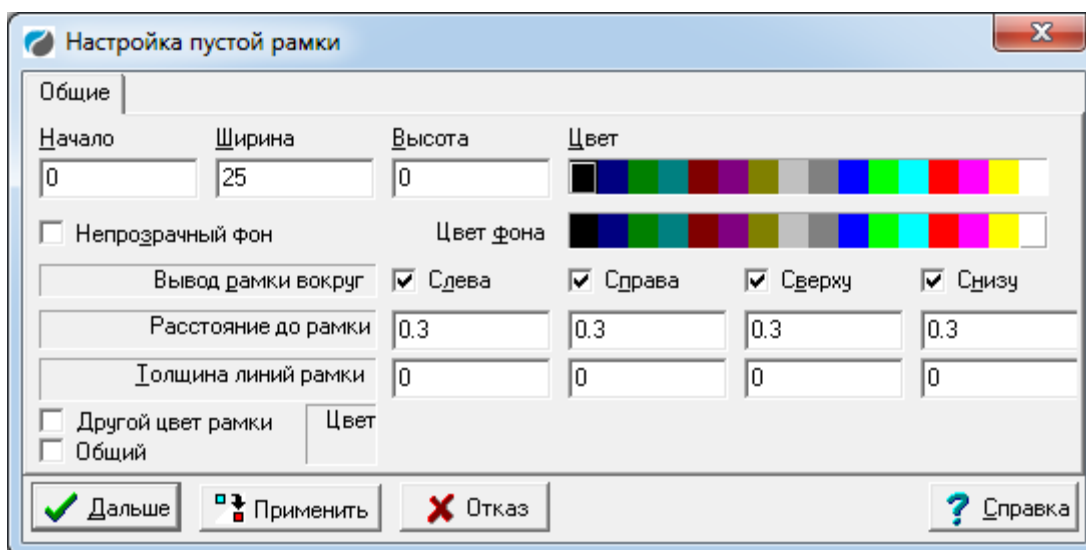 Настройка пустой рамки
Общие
Начало Ширина Высота Цвет
0 25 0
Непрозрачный фон Цвет фона
Вывод рамки вокруг Слева Справа Сверху Снизу
Расстояние до рамки 0.3 0.3 0.3 0.3
Толщина линий рамки 0 0 0 0
Другой цвет рамки Цвет
Общий
Дальше Применить Отказ Справка